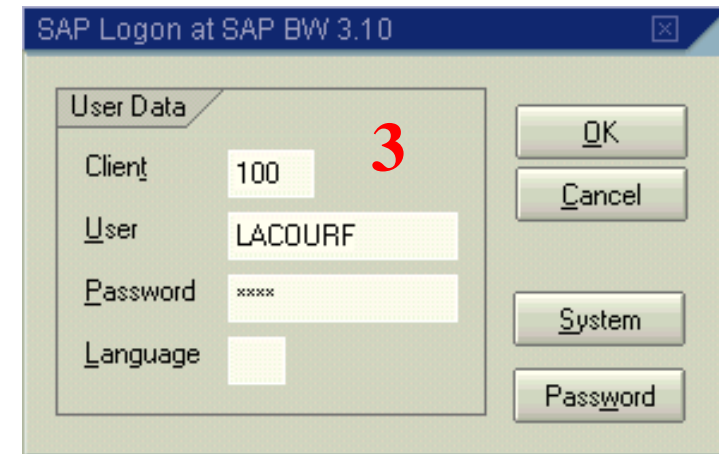 SAP Logon at SAP BW 3.10
User Data
Client 100
3
User LACOURF
Password ****
Language
OK
Cancel
System
Password